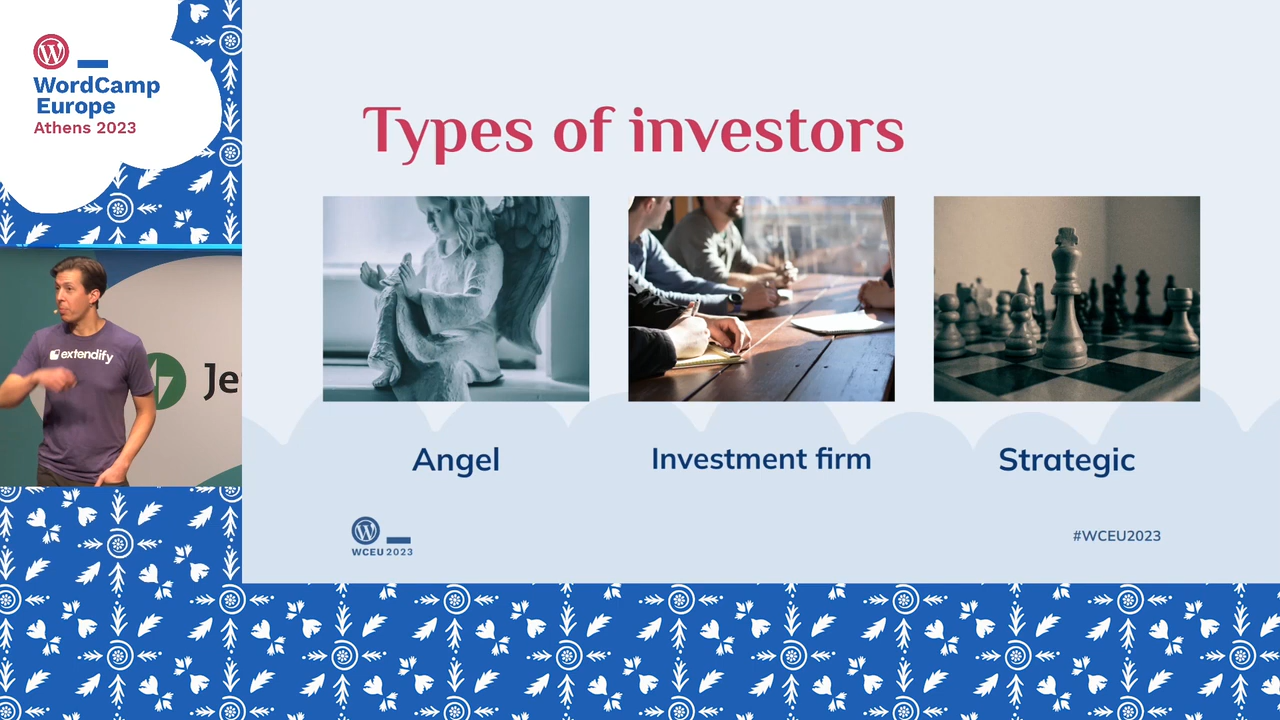 WordCamp
Europe
Athens 2023
extendify
Je
Types of investors
Angel
Investment firm
Strategic
WCEU 2023
#WCEU2023